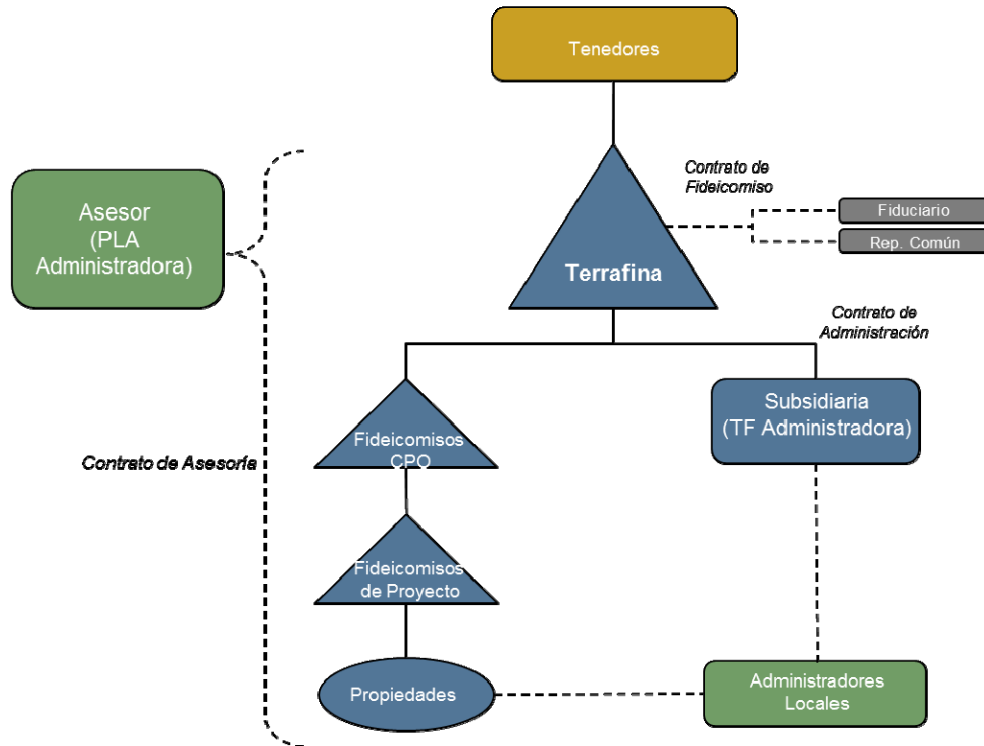 Tenedores
Contrato de
Fideicomiso
Fiduciario
Rep. Común
Asesor
(PLA
Administradora)
Terrafina
Contrato de
Administración
Fideicomisos
CPO
Subsidiaria
(TF Administradora)
Contrato de Asesoría
Fideicomisos
de Proyecto
Propiedades
Administradores
Locales